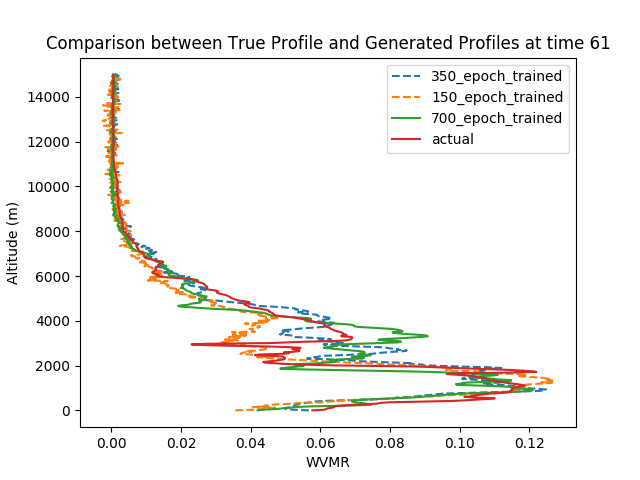 Comparison between True Profile and Generated Profiles at time 61
350_epoch_trained
150_epoch_trained
700_epoch_trained
actual
Altitude (m)
14000
12000
10000
8000
6000
4000
2000
0
0.00 0.02 0.04 0.06 0.08 0.10 0.12
WVMR